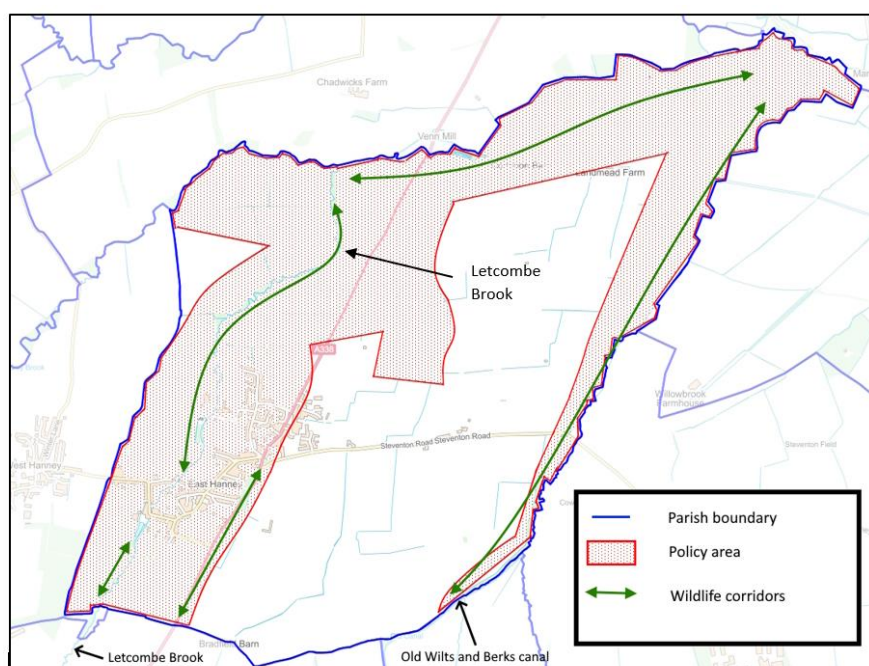 Chadwicks Farm
Venn Mill
Landmead Farm
Letcombe
Brook
A338
Willowbrook
Farmhouse
Steventon Road Steventon Road
Steventon Field
West Hanney
East Hanney
Parish boundary
Policy area
Wildlife corridors
Bradfield Barn
Letcombe Brook
Old Wilts and Berks canal